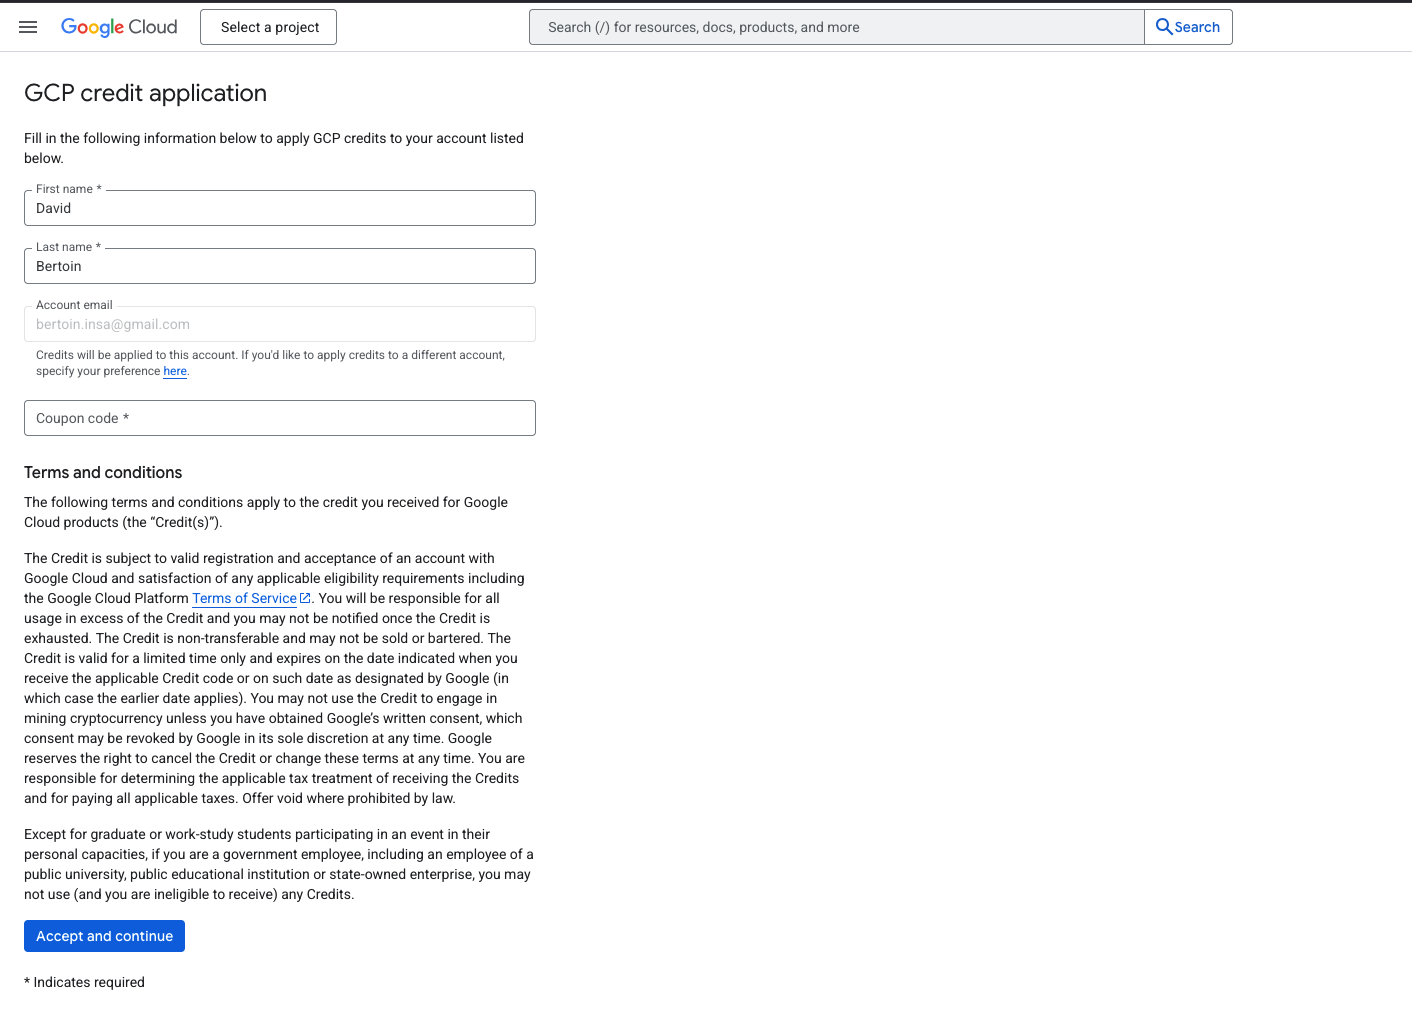 Google Cloud
Select a project
Search (/) for resources, docs, products, and more
Search
GCP credit application
Fill in the following information below to apply GCP credits to your account listed
below.
First name *
David
Last name *
Bertoin
Account email
bertoin.insa@gmail.com
Credits will be applied to this account. If you'd like to apply credits to a different account,
specify your preference here.
Coupon code *
Terms and conditions
The following terms and conditions apply to the credit you received for Google
Cloud products (the “Credit(s)”).
The Credit is subject to valid registration and acceptance of an account with
Google Cloud and satisfaction of any applicable eligibility requirements including
the Google Cloud Platform Terms of Service. You will be responsible for all
usage in excess of the Credit and you may not be notified once the Credit is
exhausted. The Credit is non-transferable and may not be sold or bartered. The
Credit is valid for a limited time only and expires on the date indicated when you
receive the applicable Credit code or on such date as designated by Google (in
which case the earlier date applies). You may not use the Credit to engage in
mining cryptocurrency unless you have obtained Google’s written consent, which
consent may be revoked by Google in its sole discretion at any time. Google
reserves the right to cancel the Credit or change these terms at any time. You are
responsible for determining the applicable tax treatment of receiving the Credits
and for paying all applicable taxes. Offer void where prohibited by law.
Except for graduate or work-study students participating in an event in their
personal capacities, if you are a government employee, including an employee of a
public university, public educational institution or state-owned enterprise, you may
not use (and you are ineligible to receive) any Credits.
Accept and continue
* Indicates required